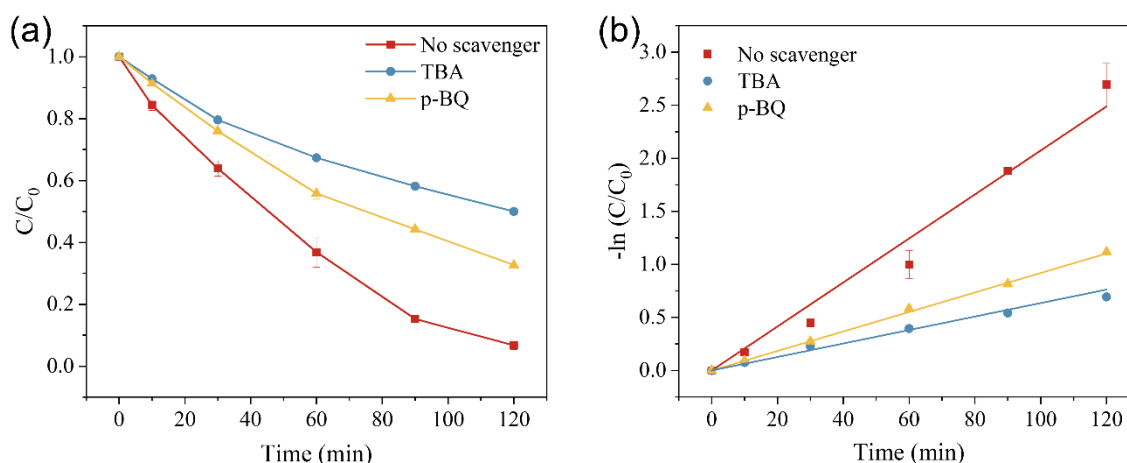 (a)
No scavenger
TBA
p-BQ
1.0
0.8
0.6
0.4
0.2
0.0
C/C₀
0
20
40
60
80
100
120
Time (min)
(b)
No scavenger
TBA
p-BQ
3.0
2.5
2.0
1.5
1.0
0.5
0.0
-ln (C/C₀)
0
20
40
60
80
100
120
Time (min)